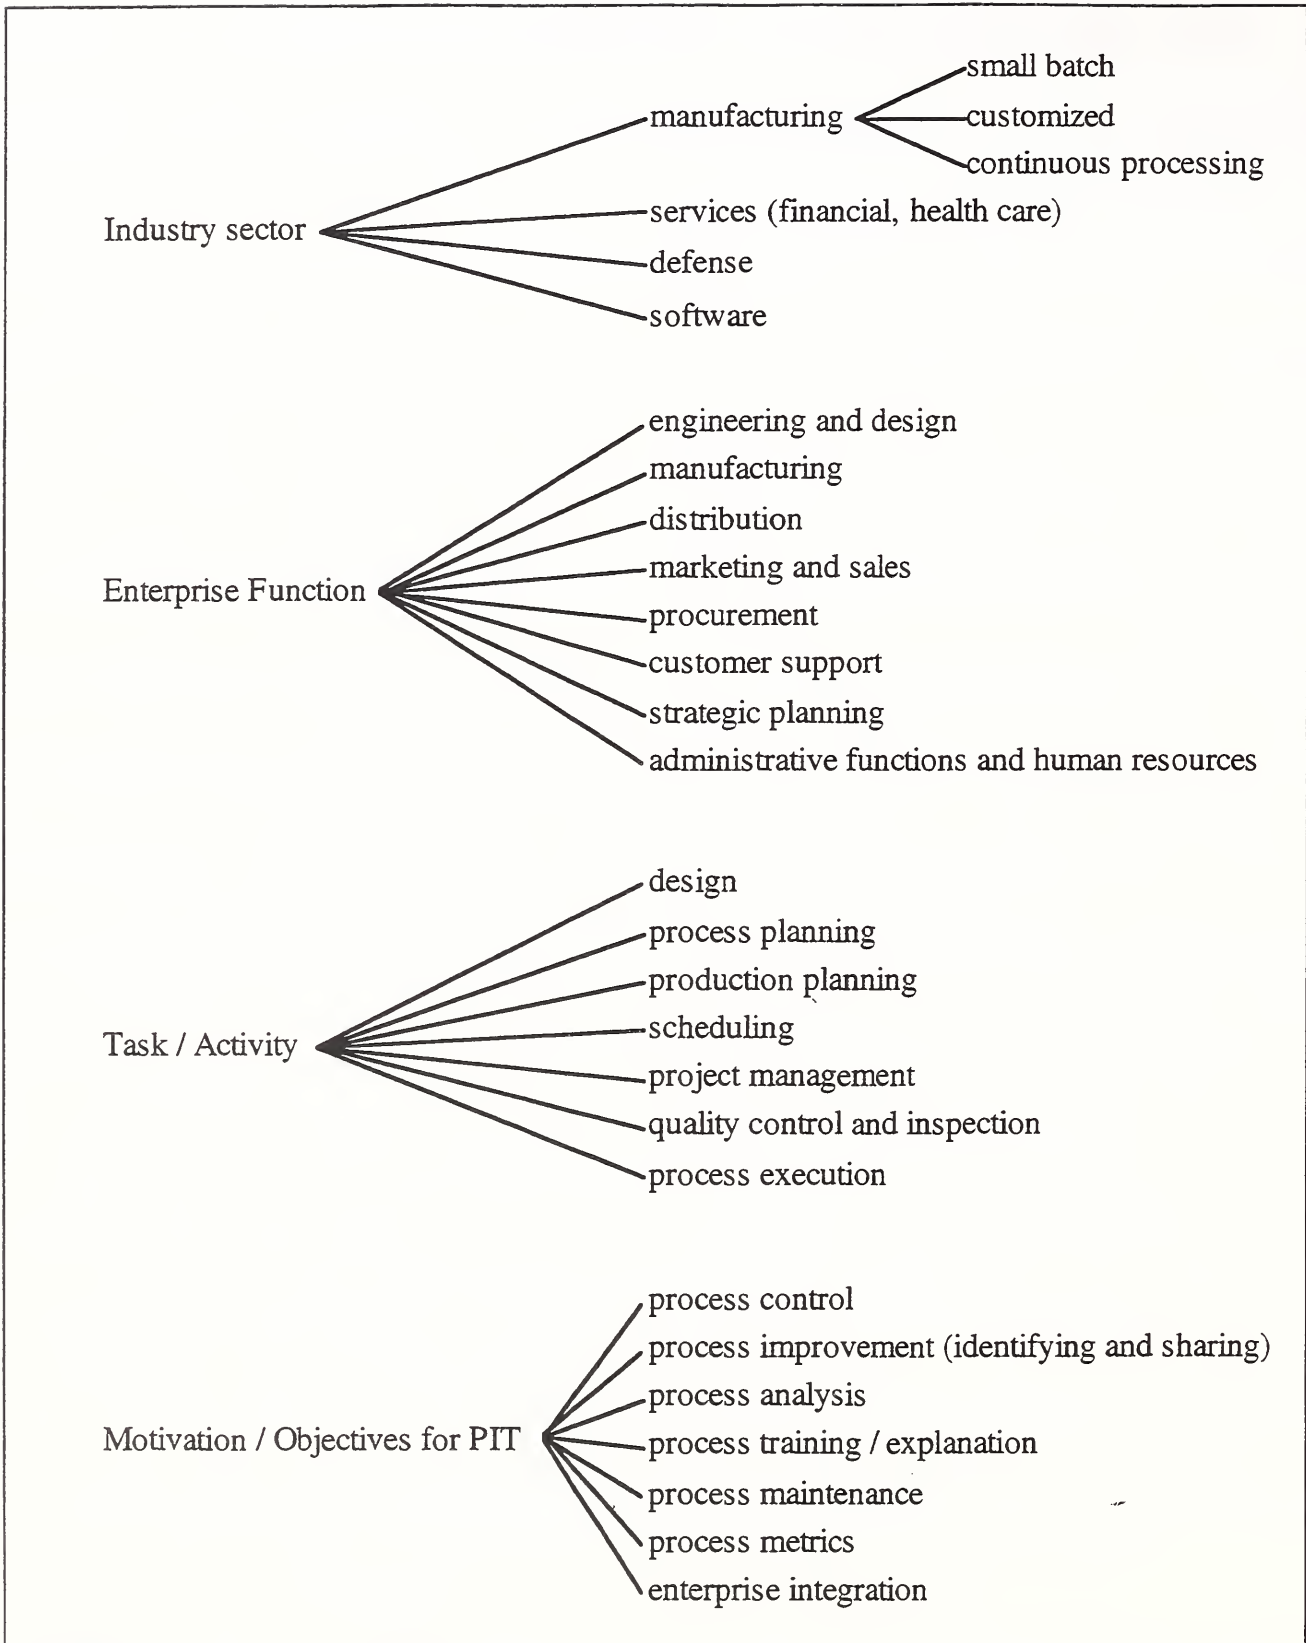 small batch
manufacturing
customized
continuous processing
Industry sector
services (financial, health care)
defense
software
engineering and design
manufacturing
distribution
marketing and sales
Enterprise Function
procurement
customer support
strategic planning
administrative functions and human resources
design
process planning
production planning
scheduling
Task / Activity
project management
quality control and inspection
process execution
process control
process improvement (identifying and sharing)
process analysis
Motivation / Objectives for PIT
process training / explanation
process maintenance
process metrics
enterprise integration